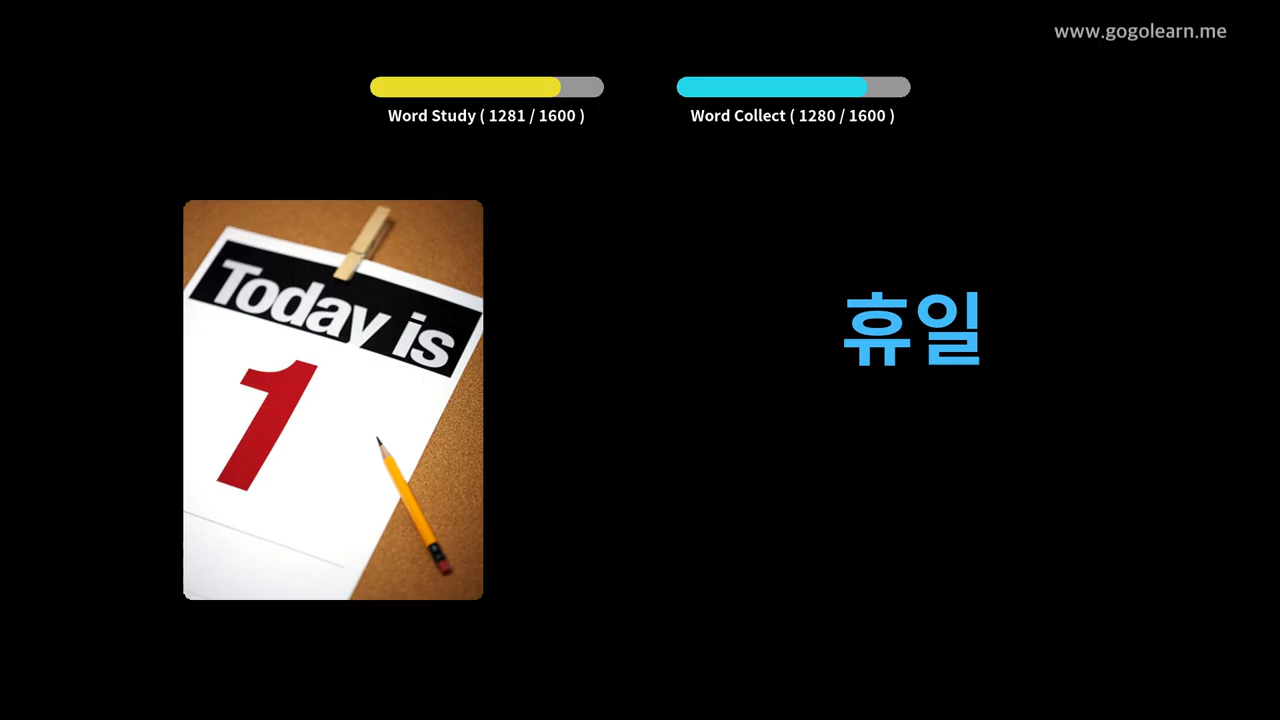 www.gogolearn.me
Word Study ( 1281 / 1600 )
Word Collect ( 1280 / 1600 )
Today is
1
휴일